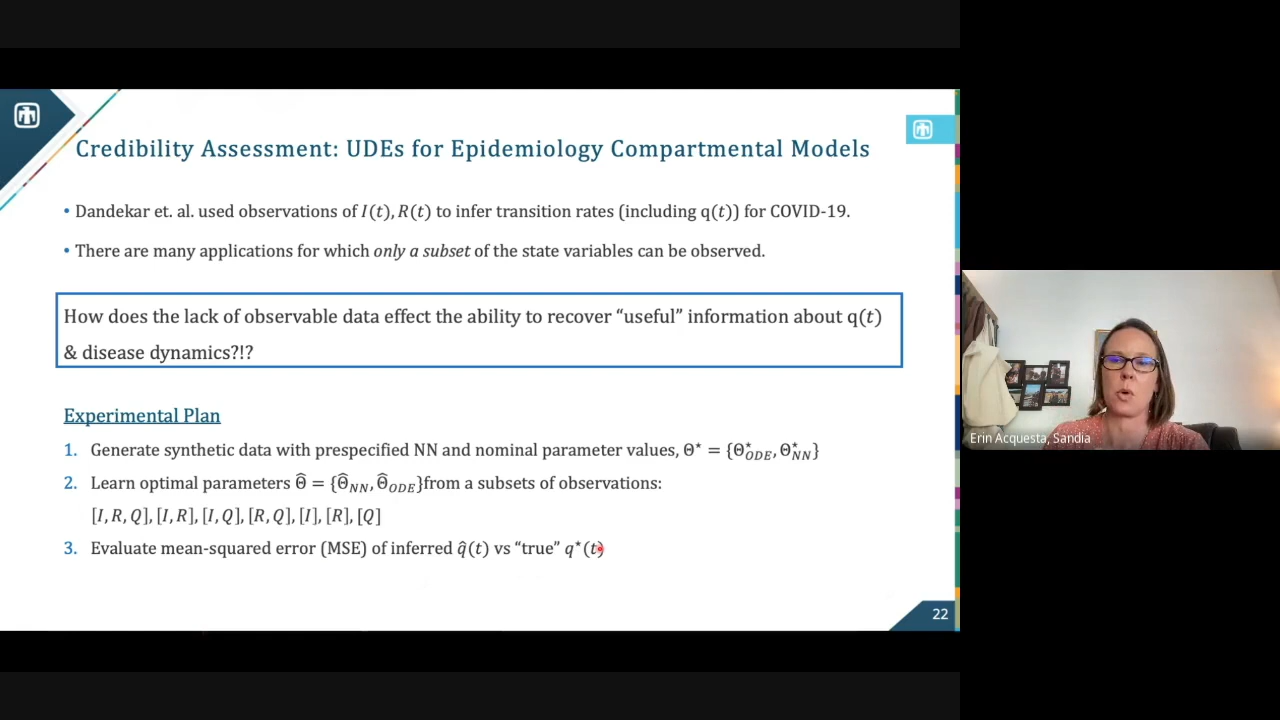 Credibility Assessment: UDEs for Epidemiology Compartmental Models
• Dandekar et. al. used observations of I(t), R(t) to infer transition rates (including q(t)) for COVID-19.
• There are many applications for which only a subset of the state variables can be observed.
How does the lack of observable data effect the ability to recover “useful” information about q(t)
& disease dynamics?!?
Experimental Plan
1. Generate synthetic data with prespecified NN and nominal parameter values, Θ* = {Θ*_ODE, Θ*_NN}
2. Learn optimal parameters Θ̂ = {Θ̂_NN, Θ̂_ODE}from a subsets of observations:
[I, R, Q], [I, R], [I, Q], [R, Q], [I], [R], [Q]
3. Evaluate mean-squared error (MSE) of inferred q̂(t) vs “true” q*(t)
22
Erin Acquesta, Sandia